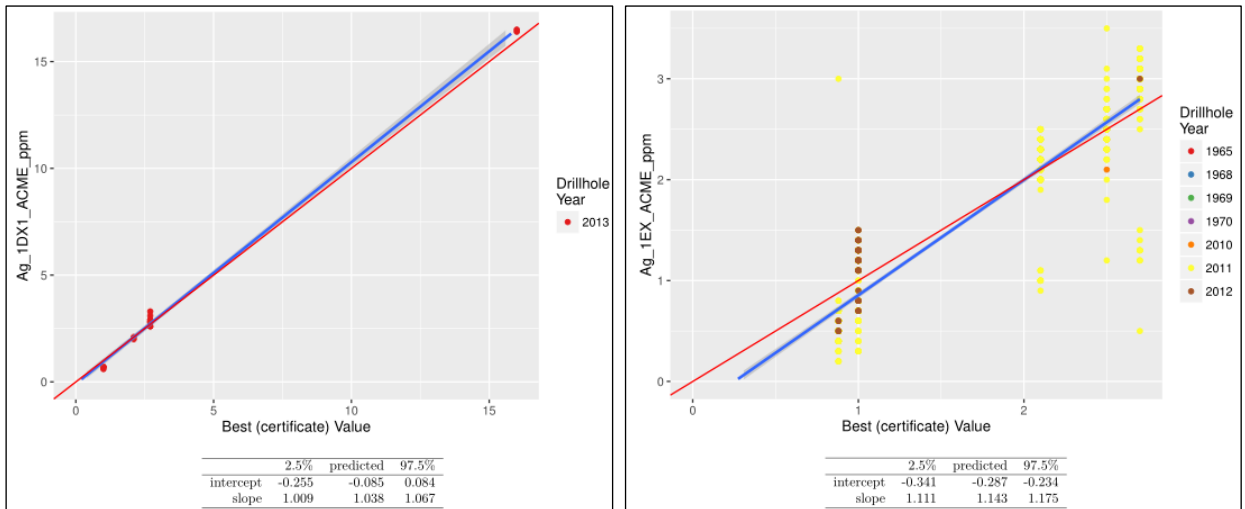 15
10
5
0
0
5
10
15
Ag_1DX1_ACME_ppm
Best (certificate) Value
Drillhole
Year
2013
2.5% predicted 97.5%
intercept -0.255 -0.085 0.084
slope 1.009 1.038 1.067
3
2
1
0
0
1
2
Ag_1EX_ACME_ppm
Best (certificate) Value
Drillhole
Year
1965
1968
1969
1970
2010
2011
2012
2.5% predicted 97.5%
intercept -0.341 -0.287 -0.234
slope 1.111 1.143 1.175